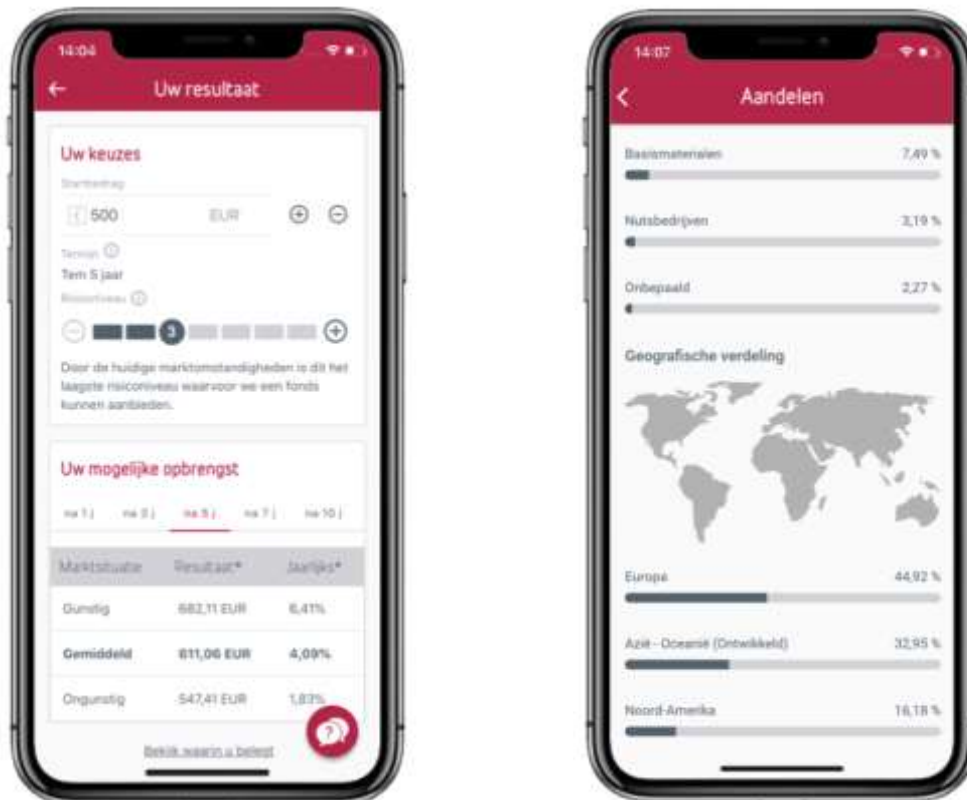 14:04
Uw resultaat
Uw keuzes
Startbedrag
€ 500 EUR
Termijn
Tem 5 jaar
Risiconiveau
3
Door de huidige marktomstandigheden is dit het
laagste risiconiveau waarvoor we een fonds
kunnen aanbieden.
Uw mogelijke opbrengst
na 1 j na 3 j na 5 j na 7 j na 10 j
Marktsituatie Resultaat* Jaarlijks*
Gunstig 682,11 EUR 6,41%
Gemiddeld 611,06 EUR 4,09%
Ongunstig 547,41 EUR 1,83%
?
Bekijk waarin u belegt
14:07
Aandelen
Basismaterialen 7,49 %
Nutsbedrijven 3,19 %
Onbepaald 2,27 %
Geografische verdeling
Europa 44,92 %
Azië - Oceanië (Ontwikkeld) 32,95 %
Noord-Amerika 16,18 %